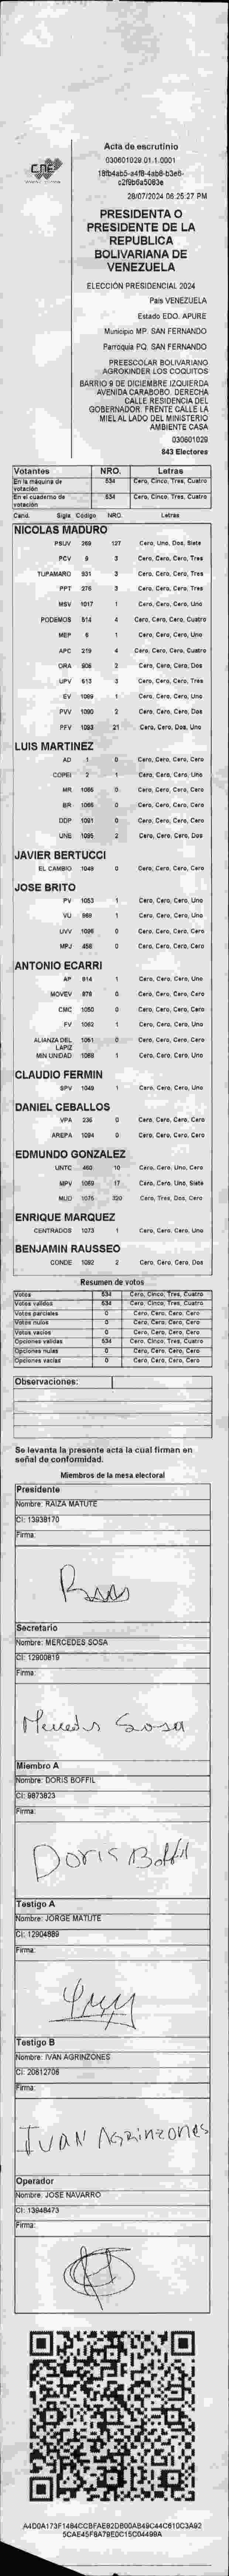 CNE
Acta de escrutinio
030601029.01.1.0001
28/07/2024 06:25:27 PM
PRESIDENTA O
PRESIDENTE DE LA
REPUBLICA
BOLIVARIANA DE
VENEZUELA
ELECCIÓN PRESIDENCIAL 2024
País VENEZUELA
Estado EDO. APURE
Municipio MP. SAN FERNANDO
Parroquia PQ. SAN FERNANDO
PREESCOLAR BOLIVARIANO
AGROKINDER LOS COQUITOS
BARRIO 9 DE DICIEMBRE IZQUIERDA
AVENIDA CARABOBO. DERECHA
CALLE RESIDENCIA DEL
GOBERNADOR. FRENTE CALLE LA
MIEL AL LADO DEL MINISTERIO
AMBIENTE CASA
030601029
843 Electores
Votantes NRO. Letras
En la máquina de votación 534 Cero, Cinco, Tres, Cuatro
En el cuaderno de votación 534 Cero, Cinco, Tres, Cuatro
Cand. Sigla Código NRO. Letras
NICOLAS MADURO
PSUV 269 127 Cero, Uno, Dos, Siete
PCV 9 3 Cero, Cero, Cero, Tres
TUPAMARO 931 3 Cero, Cero, Cero, Tres
PPT 276 3 Cero, Cero, Cero, Tres
MSV 1017 1 Cero, Cero, Cero, Uno
PODEMOS 514 4 Cero, Cero, Cero, Cuatro
MEP 6 1 Cero, Cero, Cero, Uno
APC 219 4 Cero, Cero, Cero, Cuatro
ORA 906 2 Cero, Cero, Cero, Dos
UPV 613 3 Cero, Cero, Cero, Tres
EV 1089 1 Cero, Cero, Cero, Uno
PVV 1090 2 Cero, Cero, Cero, Dos
PFV 1093 21 Cero, Cero, Dos, Uno
LUIS MARTINEZ
AD 1 0 Cero, Cero, Cero, Cero
COPEI 2 1 Cero, Cero, Cero, Uno
MR 1066 0 Cero, Cero, Cero, Cero
BR 0 Cero, Cero, Cero, Cero
DDP 1091 0 Cero, Cero, Cero, Cero
UNE 1095 2 Cero, Cero, Cero, Dos
JAVIER BERTUCCI
EL CAMBIO 1049 0 Cero, Cero, Cero, Cero
JOSE BRITO
PV 1053 1 Cero, Cero, Cero, Uno
VU 969 1 Cero, Cero, Cero, Uno
UVV 1096 0 Cero, Cero, Cero, Cero
MPJ 458 0 Cero, Cero, Cero, Cero
ANTONIO ECARRI
AP 814 1 Cero, Cero, Cero, Uno
MOVEV 978 0 Cero, Cero, Cero, Cero
CMC 1050 0 Cero, Cero, Cero, Cero
FV 1062 1 Cero, Cero, Cero, Uno
ALIANZA DEL LAPIZ 1061 0 Cero, Cero, Cero, Cero
MIN UNIDAD 1088 1 Cero, Cero, Cero, Uno
CLAUDIO FERMIN
SPV 1048 1 Cero, Cero, Cero, Uno
DANIEL CEBALLOS
VPA 236 0 Cero, Cero, Cero, Cero
AREPA 1094 0 Cero, Cero, Cero, Cero
EDMUNDO GONZALEZ
UNTC 460 10 Cero, Cero, Uno, Cero
MPV 1059 17 Cero, Cero, Uno, Siete
MUD 1075 320 Cero, Tres, Dos, Cero
ENRIQUE MARQUEZ
CENTRADOS 1073 1 Cero, Cero, Cero, Uno
BENJAMIN RAUSSEO
CONDE 1082 2 Cero, Cero, Cero, Dos
Resumen de votos
Votos 534 Cero, Cinco, Tres, Cuatro
Votos válidos 534 Cero, Cinco, Tres, Cuatro
Votos parciales 0 Cero, Cero, Cero, Cero
Votos nulos 0 Cero, Cero, Cero, Cero
Votos vacíos 0 Cero, Cero, Cero, Cero
Opciones válidas 534 Cero, Cinco, Tres, Cuatro
Opciones nulas 0 Cero, Cero, Cero, Cero
Opciones vacías 0 Cero, Cero, Cero, Cero
Observaciones:
Se levanta la presente acta la cual firman en
señal de conformidad.
Miembros de la mesa electoral
Presidente
Nombre: RAIZA MATUTE
CI: 13938170
Firma:
Secretario
Nombre: MERCEDES SOSA
CI: 12900819
Firma:
Mercedes Sosa
Miembro A
Nombre: DORIS BOFFIL
CI: 9873823
Firma:
Doris Boffil
Testigo A
Nombre: JORGE MATUTE
CI: 12904689
Firma:
Testigo B
Nombre: IVAN AGRINZONES
CI: 20612706
Firma:
IVAN AGRINZONES
Operador
Nombre: JOSE NAVARRO
CI: 13948473
Firma:
A4D0A173F1484CCBFAE82DB00AB49C44C610C3A92
5CAE45F8A79E0C15C04499A